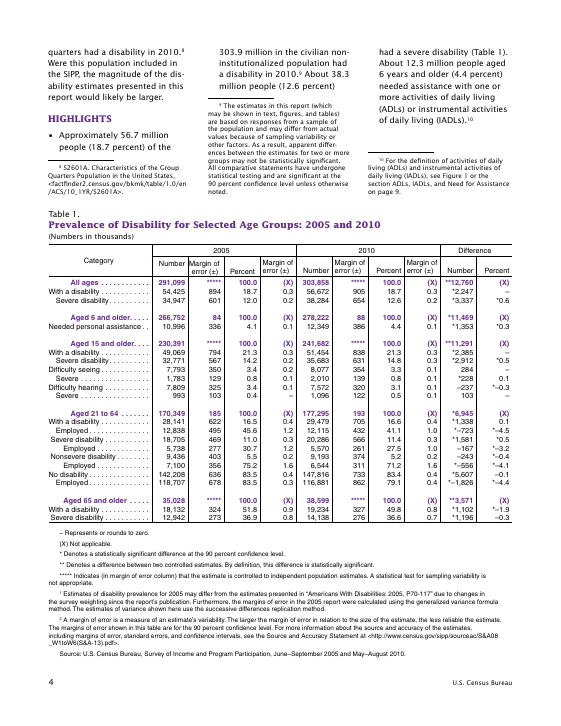 quarters had a disability in 2010.⁸
Were this population included in
the SIPP, the magnitude of the dis-
ability estimates presented in this
report would likely be larger.
HIGHLIGHTS
• Approximately 56.7 million
people (18.7 percent) of the
⁸ S2601A. Characteristics of the Group
Quarters Population in the United States,
<factfinder2.census.gov/bkmk/table/1.0/en
/ACS/10_1YR/S2601A>.
303.9 million in the civilian non-
institutionalized population had
a disability in 2010.⁹ About 38.3
million people (12.6 percent)
⁹ The estimates in this report (which
may be shown in text, figures, and tables)
are based on responses from a sample of
the population and may differ from actual
values because of sampling variability or
other factors. As a result, apparent differ-
ences between the estimates for two or more
groups may not be statistically significant.
All comparative statements have undergone
statistical testing and are significant at the
90 percent confidence level unless otherwise
noted.
had a severe disability (Table 1).
About 12.3 million people aged
6 years and older (4.4 percent)
needed assistance with one or
more activities of daily living
(ADLs) or instrumental activities
of daily living (IADLs).¹⁰
¹⁰ For the definition of activities of daily
living (ADLs) and instrumental activities of
daily living (IADLs), see Figure 1 or the
section ADLs, IADLs, and Need for Assistance
on page 9.
Table 1.
Prevalence of Disability for Selected Age Groups: 2005 and 2010
(Numbers in thousands)
Category 2005 2010 Difference
Number Margin of error (±) Percent Margin of error (±) Number Margin of error (±) Percent Margin of error (±) Number Percent
All ages . . . . . . . . . . . 291,099 ***** 100.0 (X) 303,858 ***** 100.0 (X) **12,760 (X)
With a disability . . . . . . . . . . . 54,425 894 18.7 0.3 56,672 905 18.7 0.3 *2,247 –
Severe disability. . . . . . . . . . 34,947 601 12.0 0.2 38,284 654 12.6 0.2 *3,337 *0.6
Aged 6 and older. . . . . 266,752 84 100.0 (X) 278,222 88 100.0 (X) *11,469 (X)
Needed personal assistance . . 10,996 336 4.1 0.1 12,349 386 4.4 0.1 *1,353 *0.3
Aged 15 and older. . . . 230,391 ***** 100.0 (X) 241,682 ***** 100.0 (X) **11,291 (X)
With a disability . . . . . . . . . . . 49,069 794 21.3 0.3 51,454 838 21.3 0.3 *2,385 –
Severe disability. . . . . . . . . . 32,771 567 14.2 0.2 35,683 631 14.8 0.3 *2,912 *0.5
Difficulty seeing . . . . . . . . . . . 7,793 350 3.4 0.2 8,077 354 3.3 0.1 284 –
Severe . . . . . . . . . . . . . . . . . 1,783 129 0.8 0.1 2,010 139 0.8 0.1 *228 0.1
Difficulty hearing . . . . . . . . . . 7,809 325 3.4 0.1 7,572 320 3.1 0.1 –237 *–0.3
Severe. . . . . . . . . . . . . . . . . 993 103 0.4 – 1,096 122 0.5 0.1 103 –
Aged 21 to 64 . . . . . . . 170,349 185 100.0 (X) 177,295 193 100.0 (X) *6,945 (X)
With a disability . . . . . . . . . . . 28,141 622 16.5 0.4 29,479 705 16.6 0.4 *1,338 0.1
Employed . . . . . . . . . . . . . . 12,838 495 45.6 1.2 12,115 432 41.1 1.0 *–723 *–4.5
Severe disability . . . . . . . . . . 18,705 469 11.0 0.3 20,286 566 11.4 0.3 *1,581 *0.5
Employed . . . . . . . . . . . . 5,738 277 30.7 1.2 5,570 261 27.5 1.0 –167 *–3.2
Nonsevere disability . . . . . . . 9,436 403 5.5 0.2 9,193 374 5.2 0.2 –243 *–0.4
Employed . . . . . . . . . . . . 7,100 356 75.2 1.6 6,544 311 71.2 1.6 *–556 *–4.1
No disability . . . . . . . . . . . . . . 142,208 636 83.5 0.4 147,816 733 83.4 0.4 *5,607 –0.1
Employed . . . . . . . . . . . . . . 118,707 678 83.5 0.3 116,881 862 79.1 0.4 *–1,826 *–4.4
Aged 65 and older . . . . . 35,028 ***** 100.0 (X) 38,599 ***** 100.0 (X) **3,571 (X)
With a disability . . . . . . . . . . . 18,132 324 51.8 0.9 19,234 327 49.8 0.8 *1,102 *–1.9
Severe disability . . . . . . . . . . 12,942 273 36.9 0.8 14,138 276 36.6 0.7 *1,196 –0.3
– Represents or rounds to zero.
(X) Not applicable.
* Denotes a statistically significant difference at the 90 percent confidence level.
** Denotes a difference between two controlled estimates. By definition, this difference is statistically significant.
***** Indicates (in margin of error column) that the estimate is controlled to independent population estimates. A statistical test for sampling variability is
not appropriate.
¹ Estimates of disability prevalence for 2005 may differ from the estimates presented in “Americans With Disabilities: 2005, P70-117” due to changes in
the survey weighting since the report’s publication. Furthermore, the margins of error in the 2005 report were calculated using the generalized variance formula
method. The estimates of variance shown here use the successive differences replication method.
² A margin of error is a measure of an estimate’s variability. The larger the margin of error in relation to the size of the estimate, the less reliable the estimate.
The margins of error shown in this table are for the 90 percent confidence level. For more information about the source and accuracy of the estimates,
including margins of error, standard errors, and confidence intervals, see the Source and Accuracy Statement at <http://www.census.gov/sipp/sourceac/S&A08
_W1toW6(S&A-13).pdf>.
Source: U.S. Census Bureau, Survey of Income and Program Participation, June–September 2005 and May–August 2010.
4 U.S. Census Bureau